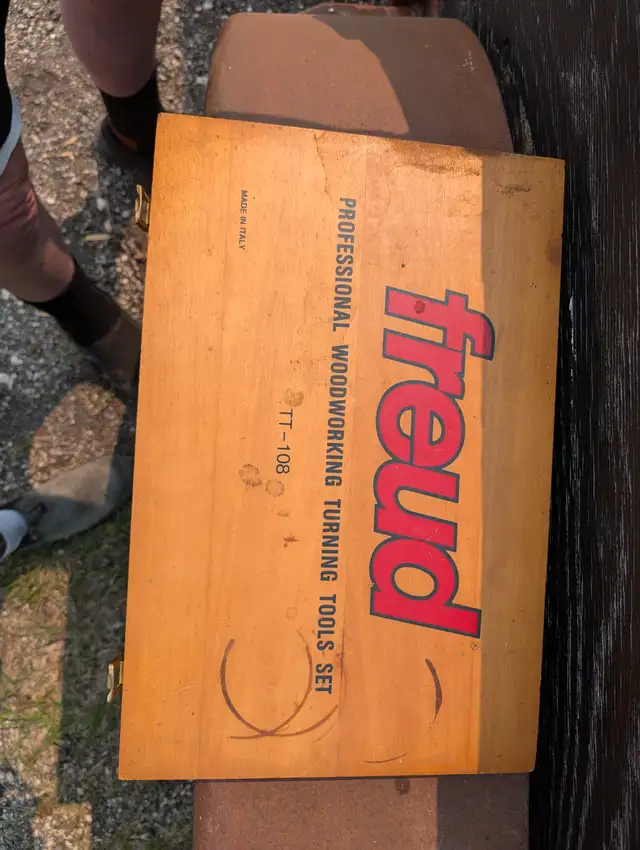 freud®
PROFESSIONAL WOODWORKING TURNING TOOLS SET
TT-108
MADE IN ITALY